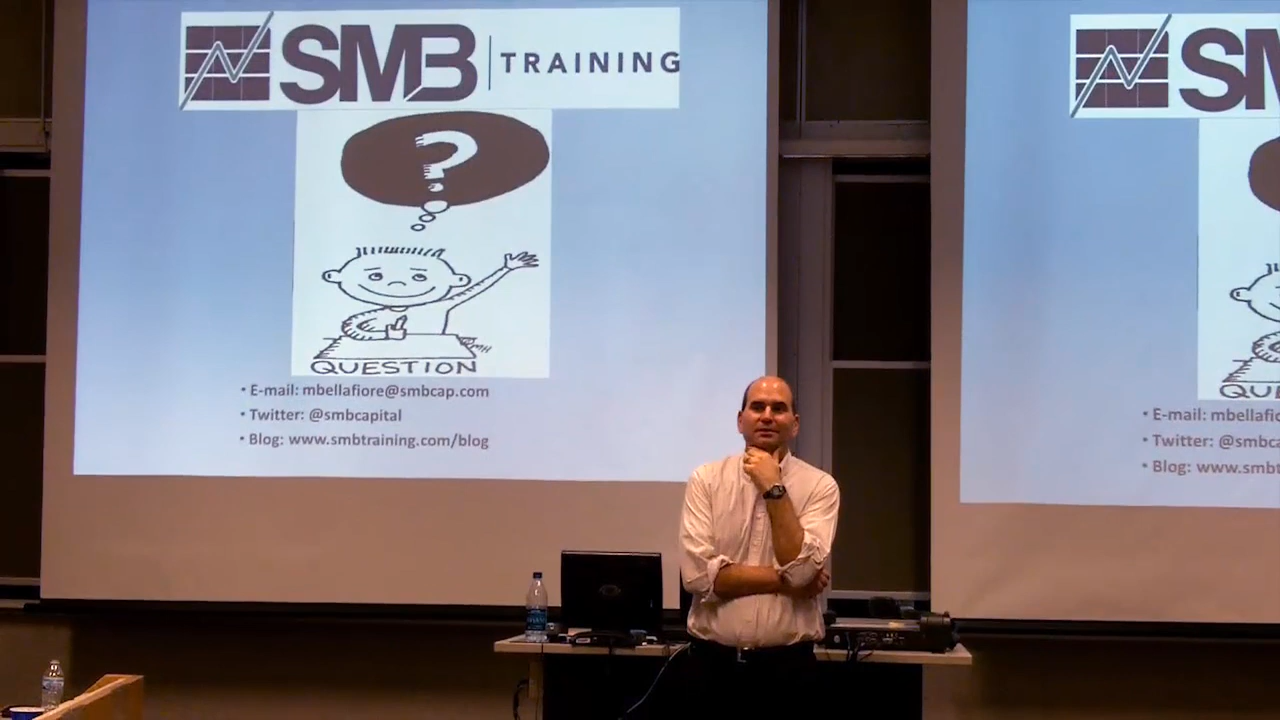 SMB | TRAINING
?
QUESTION
• E-mail: mbellafiore@smbcap.com
• Twitter: @smbcapital
• Blog: www.smbtraining.com/blog
SM
QUE
• E-mail: mbellafio
• Twitter: @smbca
• Blog: www.smbt